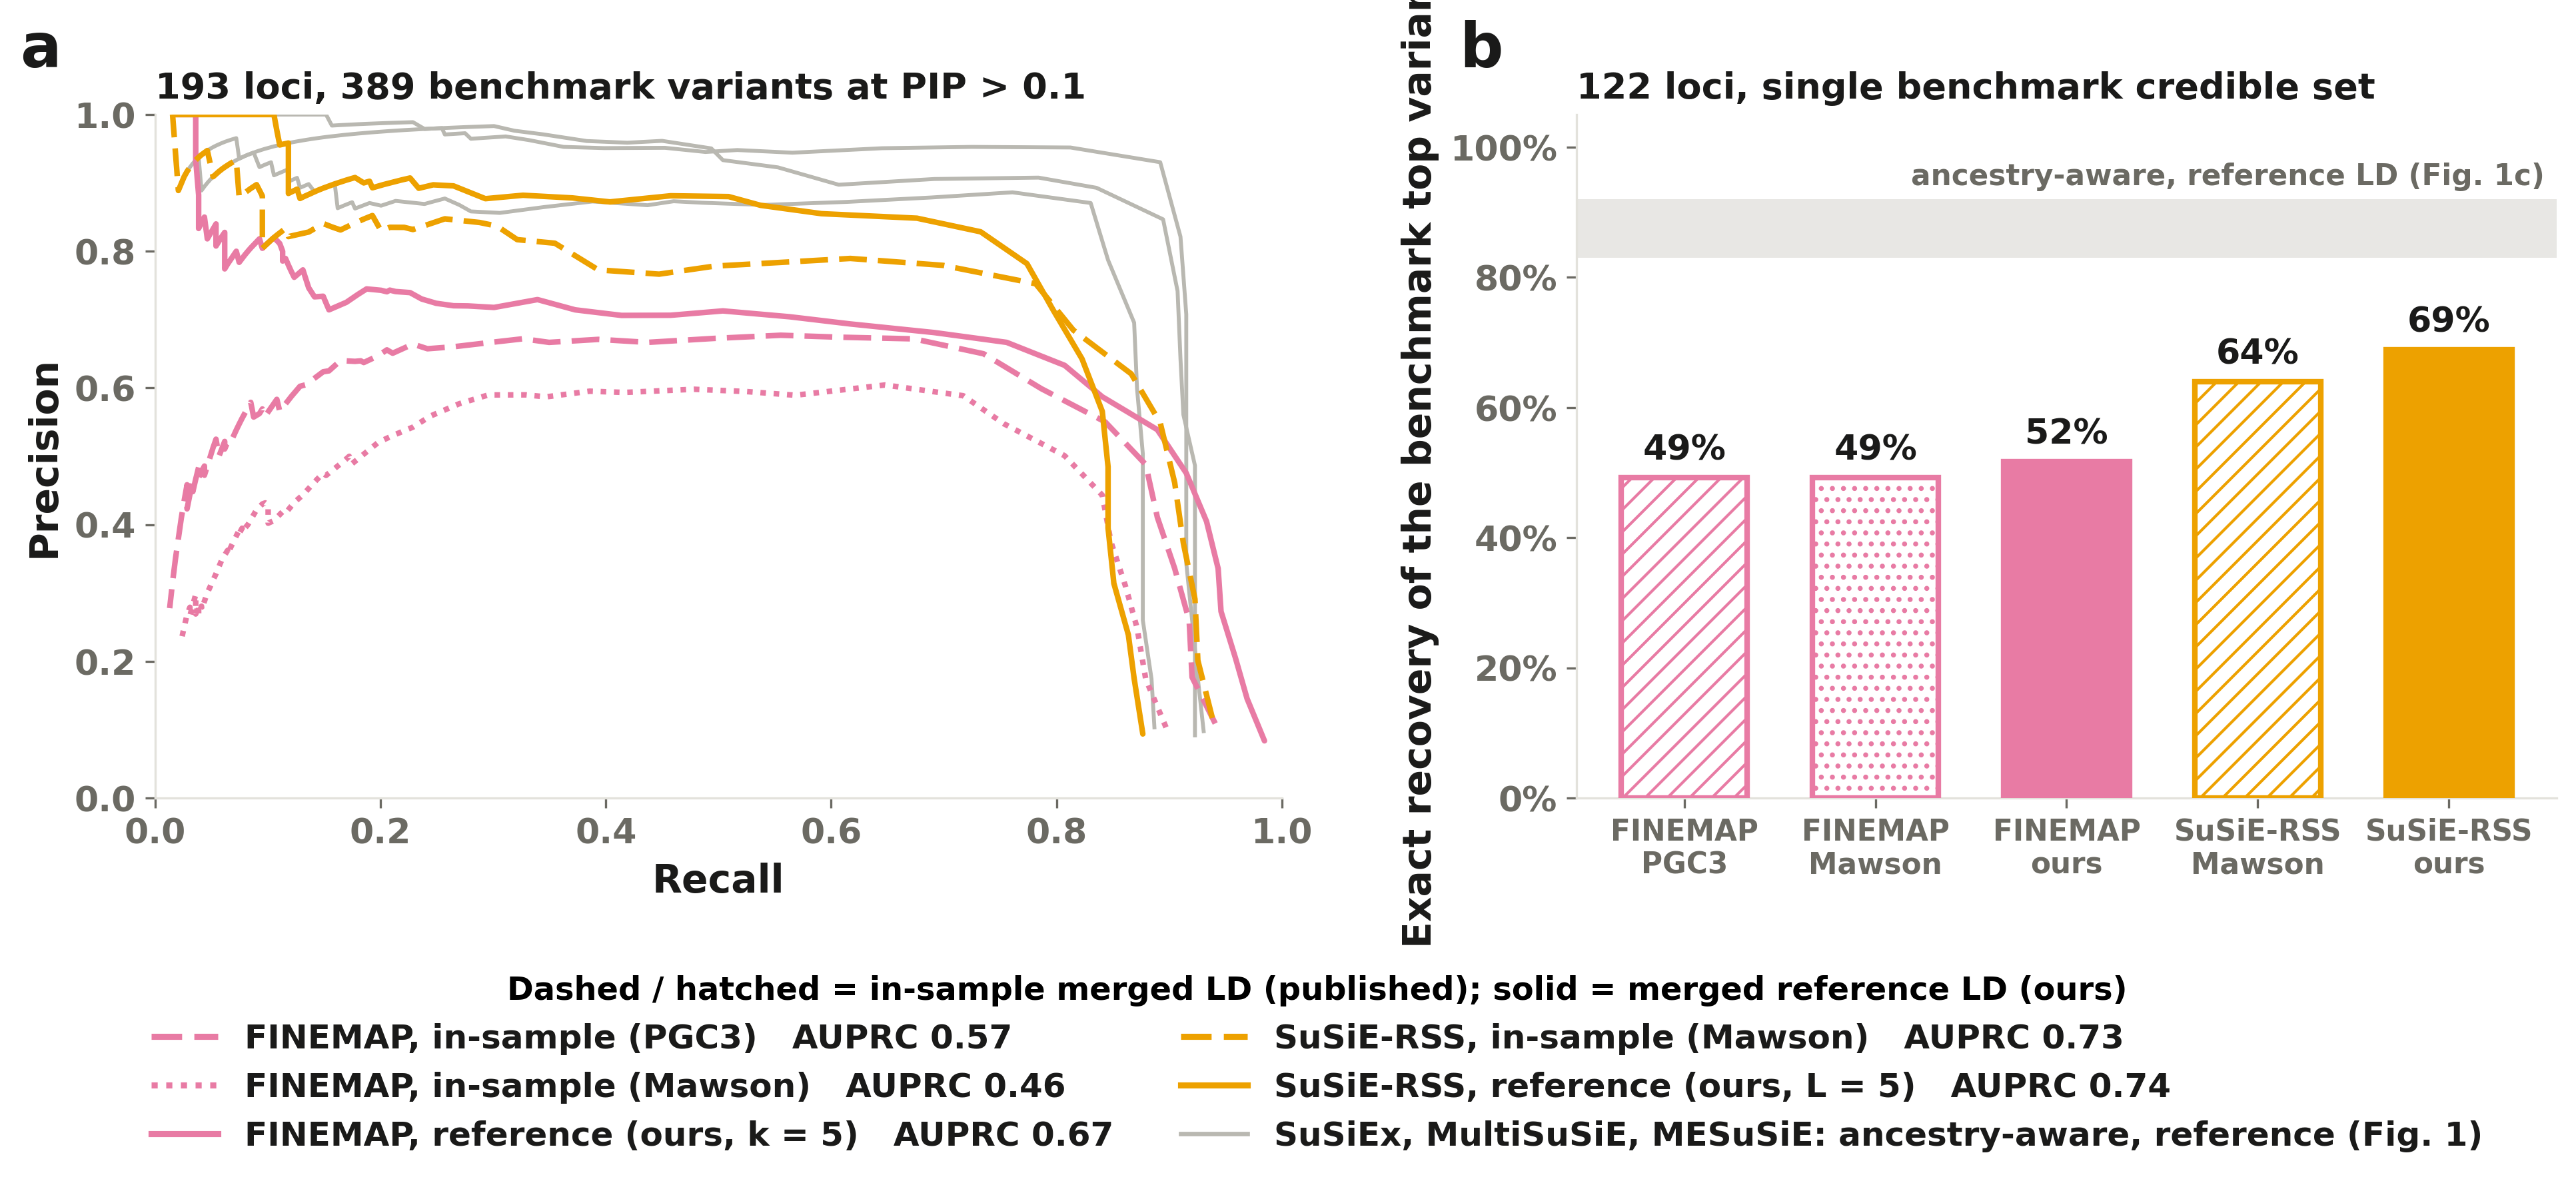 a
193 loci, 389 benchmark variants at PIP > 0.1
Precision
1.0
0.8
0.6
0.4
0.2
0.0
0.0 0.2 0.4 0.6 0.8 1.0
Recall
b
122 loci, single benchmark credible set
Exact recovery of the benchmark top
100%
80%
60%
40%
20%
0%
ancestry-aware, reference LD (Fig. 1c)
49% 49% 52% 64% 69%
FINEMAP FINEMAP FINEMAP SuSiE-RSS SuSiE-RSS
PGC3 Mawson ours Mawson ours
Dashed / hatched = in-sample merged LD (published); solid = merged reference LD (ours)
FINEMAP, in-sample (PGC3) AUPRC 0.57
FINEMAP, in-sample (Mawson) AUPRC 0.46
FINEMAP, reference (ours, k = 5) AUPRC 0.67
SuSiE-RSS, in-sample (Mawson) AUPRC 0.73
SuSiE-RSS, reference (ours, L = 5) AUPRC 0.74
SuSiEx, MultiSuSiE, MESuSiE: ancestry-aware, reference (Fig. 1)